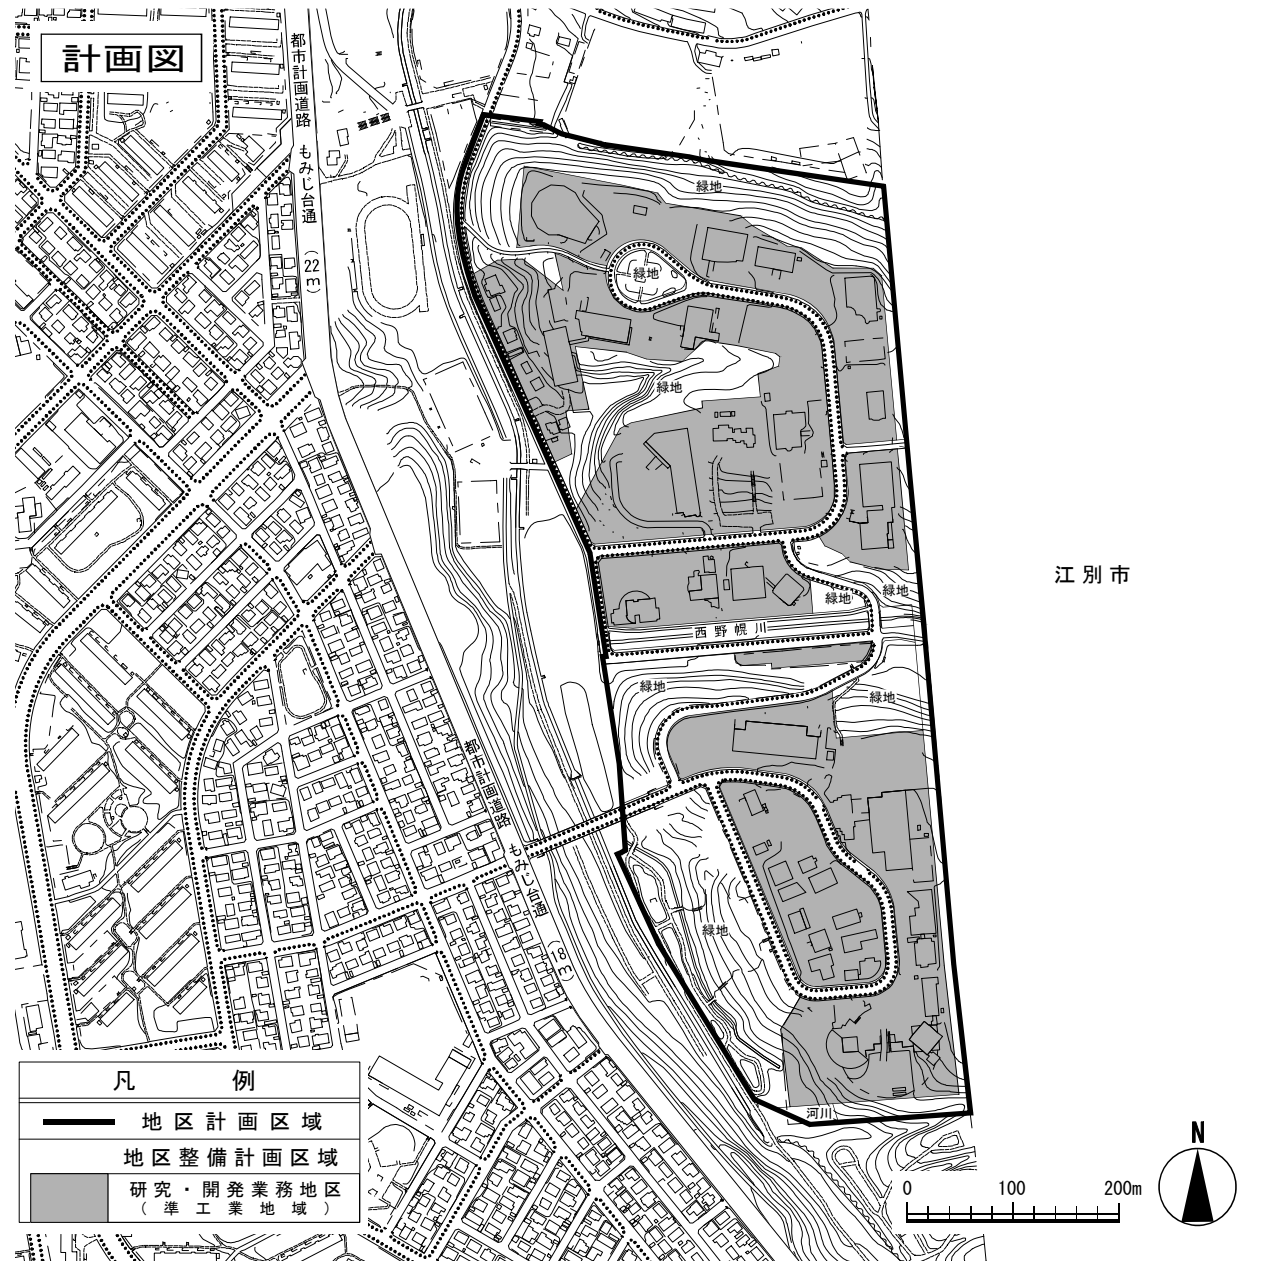 計画図
都市計画道路 もみじ台通 (22m)
緑地
緑地
緑地
江別市
緑地
緑地
西野幌川
緑地
緑地
都市計画道路 もみじ台通 (18m)
緑地
河川
凡 例
地区計画区域
地区整備計画区域
研究・開発業務地区
(準工業地域)
N
0 100 200m